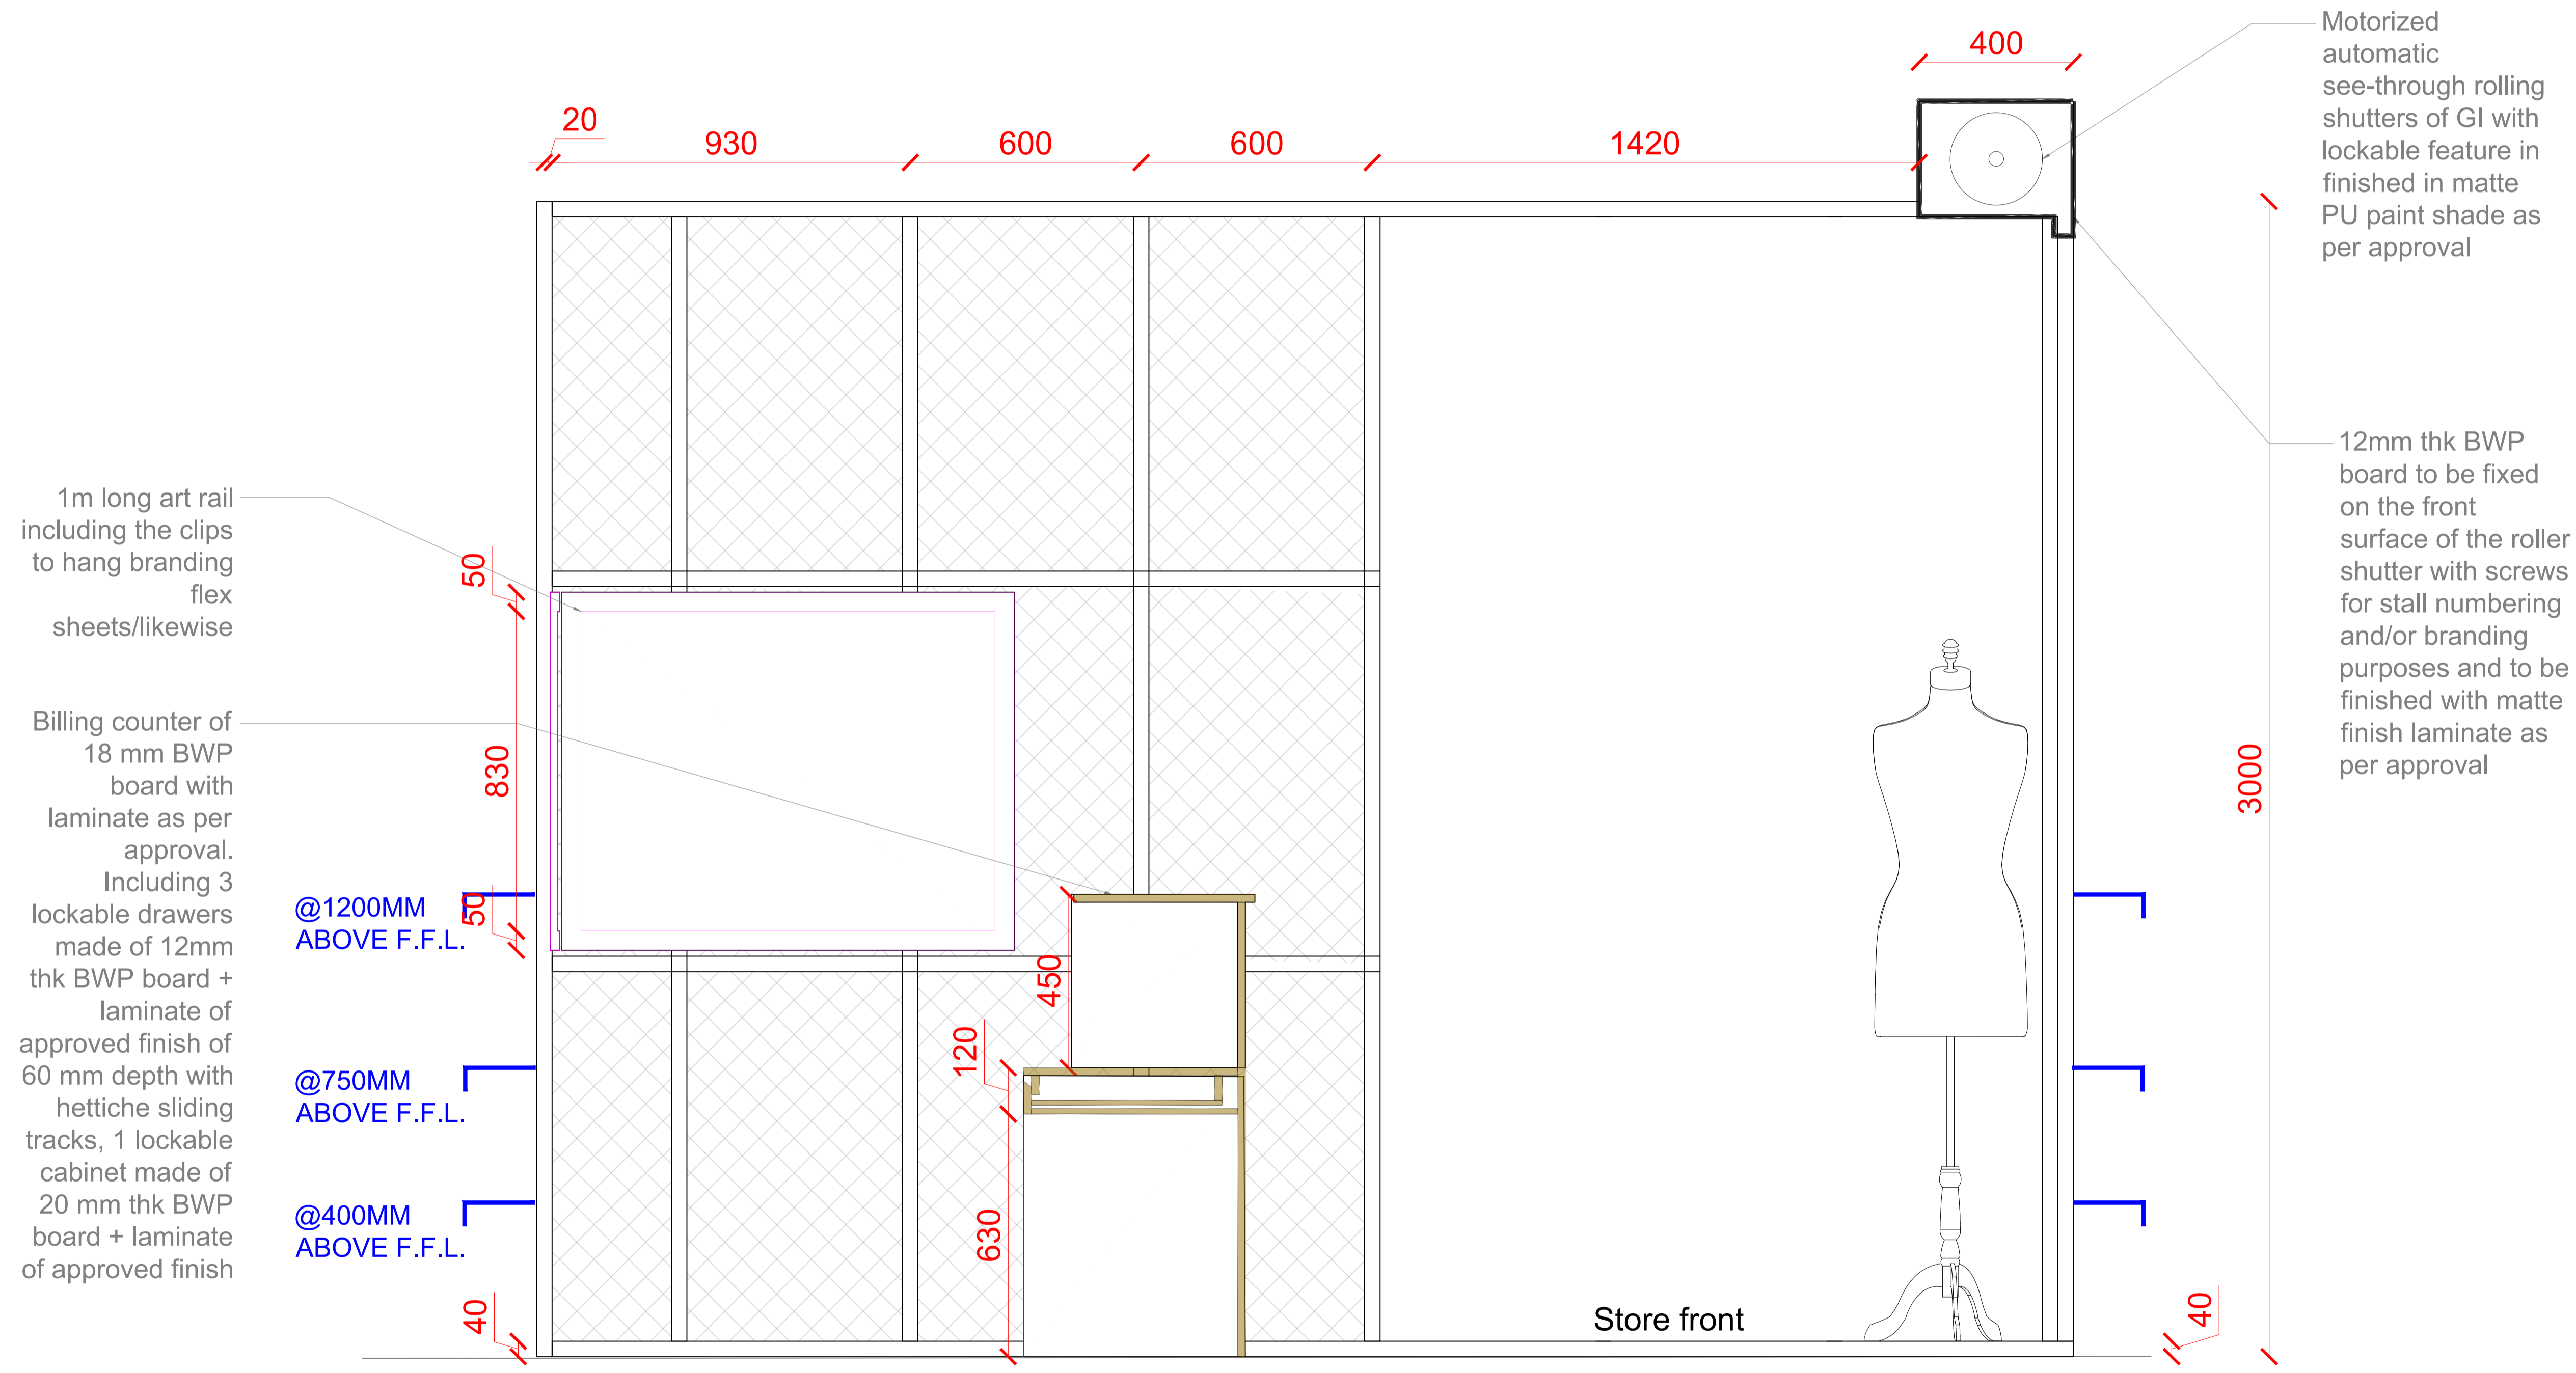 Motorized
automatic
see-through rolling
shutters of GI with
lockable feature in
finished in matte
PU paint shade as
per approval
400
20
930
600
600
1420
12mm thk BWP
board to be fixed
on the front
surface of the roller
shutter with screws
for stall numbering
and/or branding
purposes and to be
finished with matte
finish laminate as
per approval
1m long art rail
including the clips
to hang branding
flex
sheets/likewise
50
830
50
Billing counter of
18 mm BWP
board with
laminate as per
approval.
Including 3
lockable drawers
made of 12mm
thk BWP board +
laminate of
approved finish of
60 mm depth with
hettiche sliding
tracks, 1 lockable
cabinet made of
20 mm thk BWP
board + laminate
of approved finish
@1200MM
ABOVE F.F.L.
@750MM
ABOVE F.F.L.
@400MM
ABOVE F.F.L.
40
450
120
630
3000
Store front
40